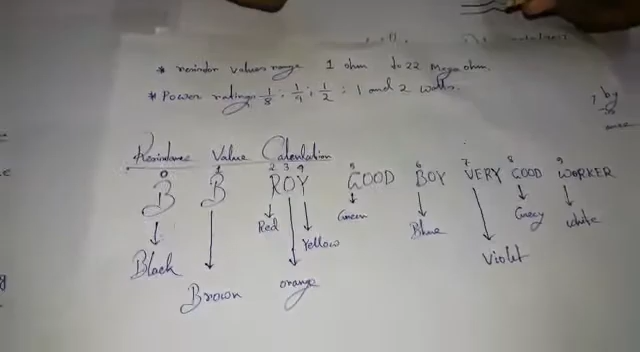 * resistor values range 1 ohm to 22 Mega ohm.
* Power ratings 1/8 ; 1/4 ; 1/2 ; 1 and 2 watts.
Resistance Value Calculation
0 1 2 3 4 5 6 7 8 9
B B ROY GOOD BOY VERY GOOD WORKER
Black Brown Red orange Yellow Green Blue Violet Grey white
? by